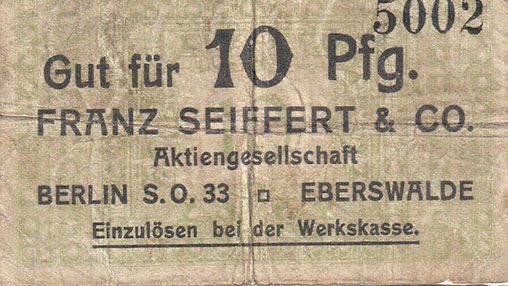 5002
Gut für 10 Pfg.
FRANZ SEIFFERT & CO.
Aktiengesellschaft
BERLIN S.O. 33 ¤ EBERSWALDE
Einzulösen bei der Werkskasse.